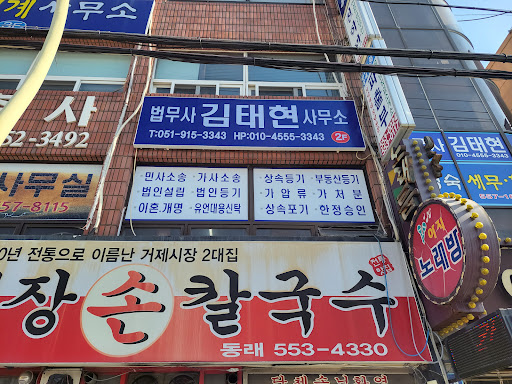 계 사무소
법무사 김태현 사무소
T:051-915-3343 HP:010-4555-3343 2F
사
52-3492
사무실
57-8115
· 민사소송 · 가사소송
· 법인설립 · 법인등기
· 이혼.개명 · 유언대용신탁
· 상속등기 · 부동산등기
· 가압류 · 가처분
· 상속포기 · 한정승인
사 김태현
010-4555-3343
세무
노래방
0년 전통으로 이름난 거제시장 2대집
장 손 칼국수
동래 553-4330